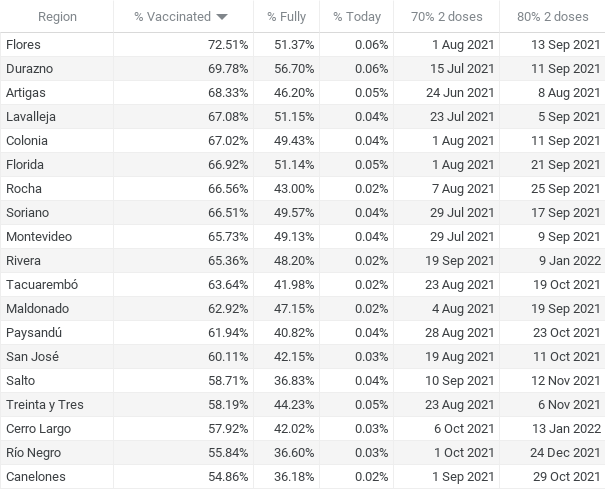 Region % Vaccinated % Fully % Today 70% 2 doses 80% 2 doses
Flores 72.51% 51.37% 0.06% 1 Aug 2021 13 Sep 2021
Durazno 69.78% 56.70% 0.06% 15 Jul 2021 11 Sep 2021
Artigas 68.33% 46.20% 0.05% 24 Jun 2021 8 Aug 2021
Lavalleja 67.08% 51.15% 0.04% 23 Jul 2021 5 Sep 2021
Colonia 67.02% 49.43% 0.04% 1 Aug 2021 11 Sep 2021
Florida 66.92% 51.14% 0.05% 1 Aug 2021 21 Sep 2021
Rocha 66.56% 43.00% 0.02% 7 Aug 2021 25 Sep 2021
Soriano 66.51% 49.57% 0.04% 29 Jul 2021 17 Sep 2021
Montevideo 65.73% 49.13% 0.04% 29 Jul 2021 9 Sep 2021
Rivera 65.36% 48.20% 0.02% 19 Sep 2021 9 Jan 2022
Tacuarembó 63.64% 41.98% 0.02% 23 Aug 2021 19 Oct 2021
Maldonado 62.92% 47.15% 0.02% 4 Aug 2021 19 Sep 2021
Paysandú 61.94% 40.82% 0.04% 28 Aug 2021 23 Oct 2021
San José 60.11% 42.15% 0.03% 19 Aug 2021 11 Oct 2021
Salto 58.71% 36.83% 0.04% 10 Sep 2021 12 Nov 2021
Treinta y Tres 58.19% 44.23% 0.05% 23 Aug 2021 6 Nov 2021
Cerro Largo 57.92% 42.02% 0.03% 6 Oct 2021 13 Jan 2022
Río Negro 55.84% 36.60% 0.03% 1 Oct 2021 24 Dec 2021
Canelones 54.86% 36.18% 0.02% 1 Sep 2021 29 Oct 2021